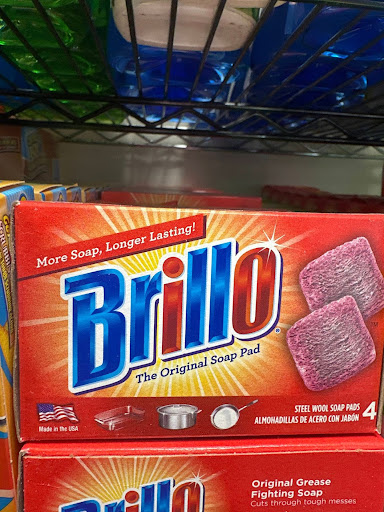 More Soap, Longer Lasting!
Brillo®
The Original Soap Pad
Made in the USA
STEEL WOOL SOAP PADS
ALMOHADILLAS DE ACERO CON JABÓN 4
Brillo
Original Grease
Fighting Soap
Cuts through tough messes